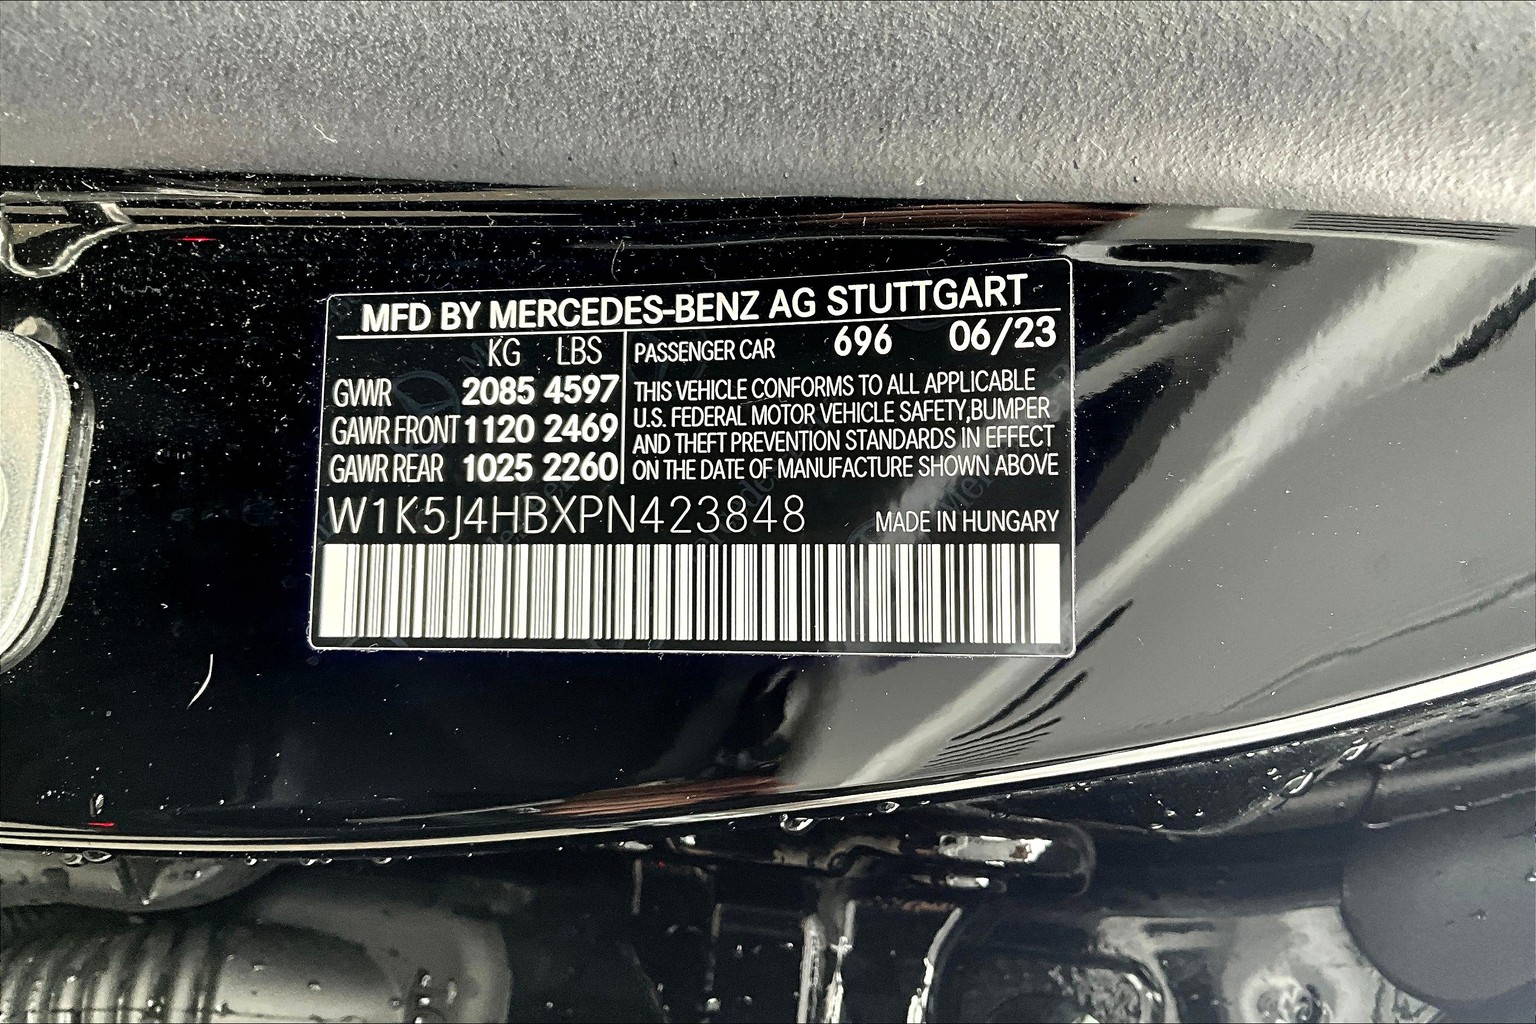 MFD BY MERCEDES-BENZ AG STUTTGART
KG LBS
GVWR 2085 4597
GAWR FRONT 1120 2469
GAWR REAR 1025 2260
PASSENGER CAR 696 06/23
THIS VEHICLE CONFORMS TO ALL APPLICABLE
U.S. FEDERAL MOTOR VEHICLE SAFETY,BUMPER
AND THEFT PREVENTION STANDARDS IN EFFECT
ON THE DATE OF MANUFACTURE SHOWN ABOVE
W1K5J4HBXPN423848 MADE IN HUNGARY